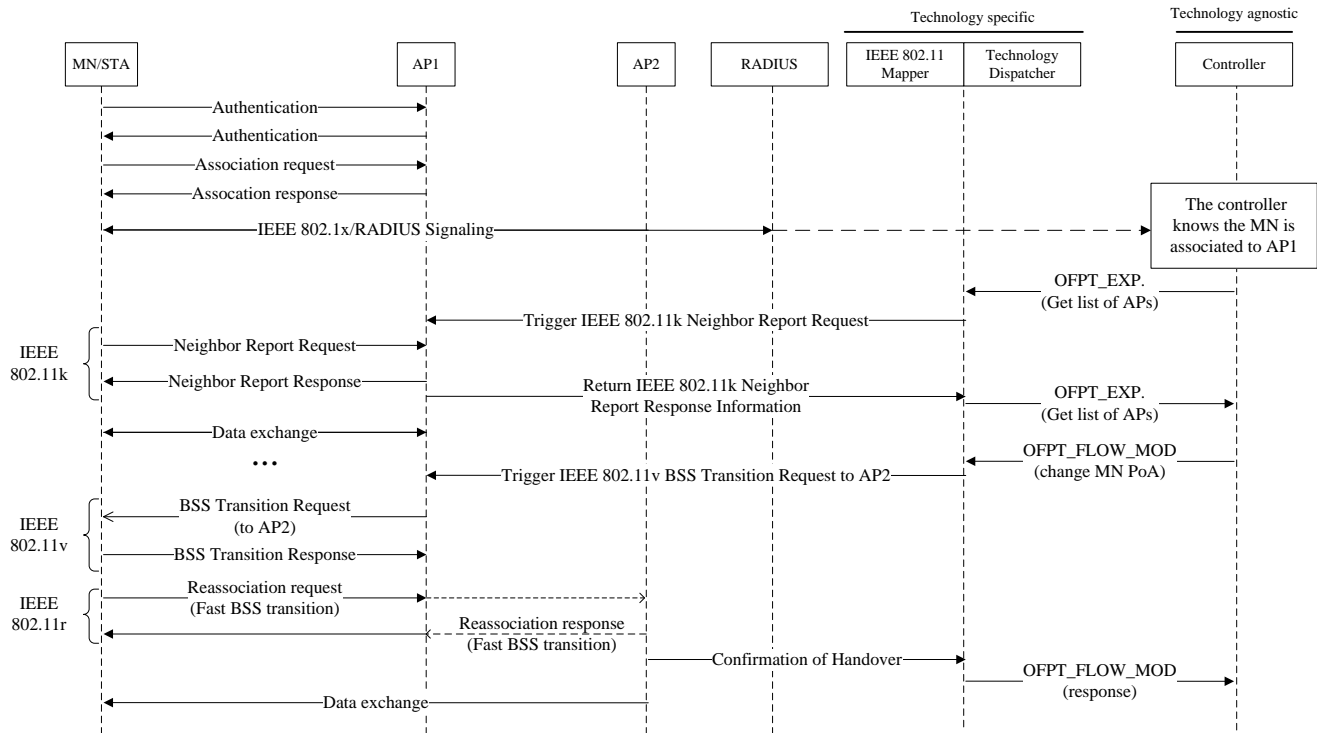 Technology specific
Technology agnostic
MN/STA
AP1
AP2
RADIUS
IEEE 802.11
Mapper
Technology
Dispatcher
Controller
Authentication
Authentication
Association request
Assocation response
IEEE 802.1x/RADIUS Signaling
The controller
knows the MN is
associated to AP1
OFPT_EXP.
(Get list of APs)
Trigger IEEE 802.11k Neighbor Report Request
IEEE
802.11k
Neighbor Report Request
Neighbor Report Response
Return IEEE 802.11k Neighbor
Report Response Information
OFPT_EXP.
(Get list of APs)
Data exchange
...
OFPT_FLOW_MOD
(change MN PoA)
Trigger IEEE 802.11v BSS Transition Request to AP2
IEEE
802.11v
BSS Transition Request
(to AP2)
BSS Transition Response
IEEE
802.11r
Reassociation request
(Fast BSS transition)
Reassociation response
(Fast BSS transition)
Confirmation of Handover
OFPT_FLOW_MOD
(response)
Data exchange